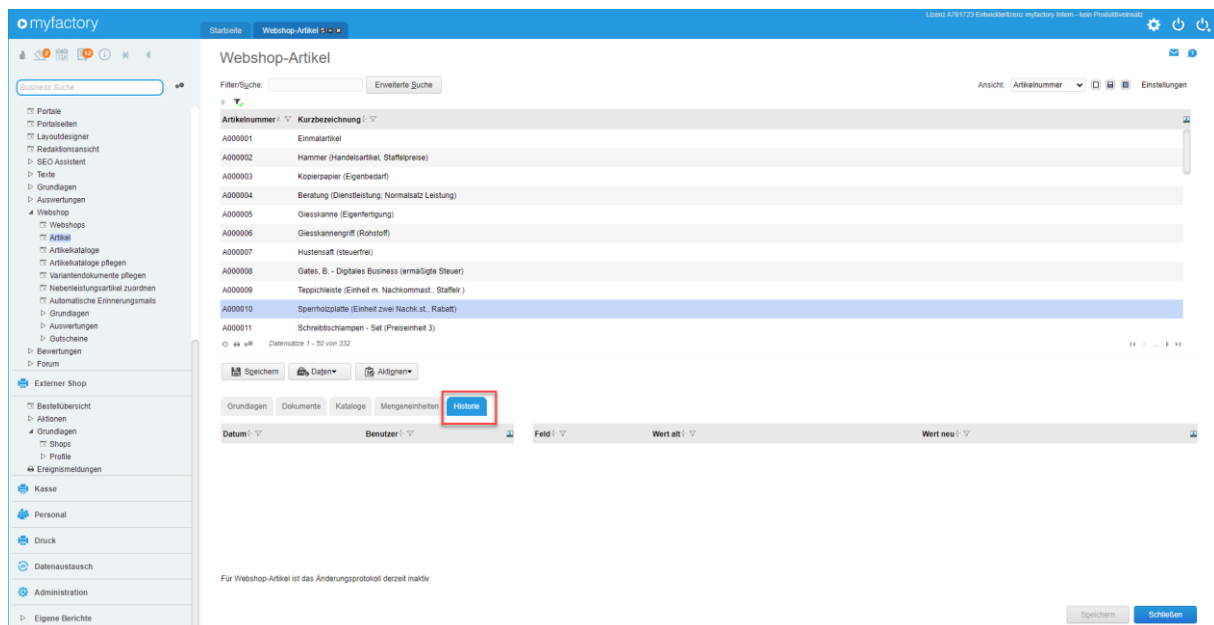 myfactory
Lizenz A761723 Entwicklerlizenz myfactory Intern - kein Produktiveinsatz
Startseite
Webshop-Artikel
Business Suche
Portale
Portalseiten
Layoutdesigner
Redaktionsansicht
SEO Assistent
Texte
Grundlagen
Auswertungen
Webshop
Webshops
Artikel
Artikelkataloge
Artikelkataloge pflegen
Variantendokumente pflegen
Nebenleistungsartikel zuordnen
Automatische Erinnerungsmails
Grundlagen
Auswertungen
Gutscheine
Bewertungen
Forum
Externer Shop
Bestellübersicht
Aktionen
Grundlagen
Shops
Profile
Ereignismeldungen
Kasse
Personal
Druck
Datenaustausch
Administration
Eigene Berichte
Webshop-Artikel
Filter/Suche: Erweiterte Suche Ansicht: Artikelnummer Einstellungen
Artikelnummer Kurzbezeichnung
A000001 Einmalartikel
A000002 Hammer (Handelsartikel, Staffelpreise)
A000003 Kopierpapier (Eigenbedarf)
A000004 Beratung (Dienstleistung; Normalsatz Leistung)
A000005 Giesskanne (Eigenfertigung)
A000006 Giesskannengriff (Rohstoff)
A000007 Hustensaft (steuerfrei)
A000008 Gates, B. - Digitales Business (ermäßigte Steuer)
A000009 Teppichleiste (Einheit m. Nachkommast., Staffelr.)
A000010 Sperrholzplatte (Einheit zwei Nachk.st., Rabatt)
A000011 Schreibtischlampen - Set (Preiseinheit 3)
Datensätze 1 - 50 von 332
Speichern Daten Aktionen
Grundlagen Dokumente Kataloge Mengeneinheiten Historie
Datum Benutzer Feld Wert alt Wert neu
Für Webshop-Artikel ist das Änderungsprotokoll derzeit inaktiv
Speichern Schließen